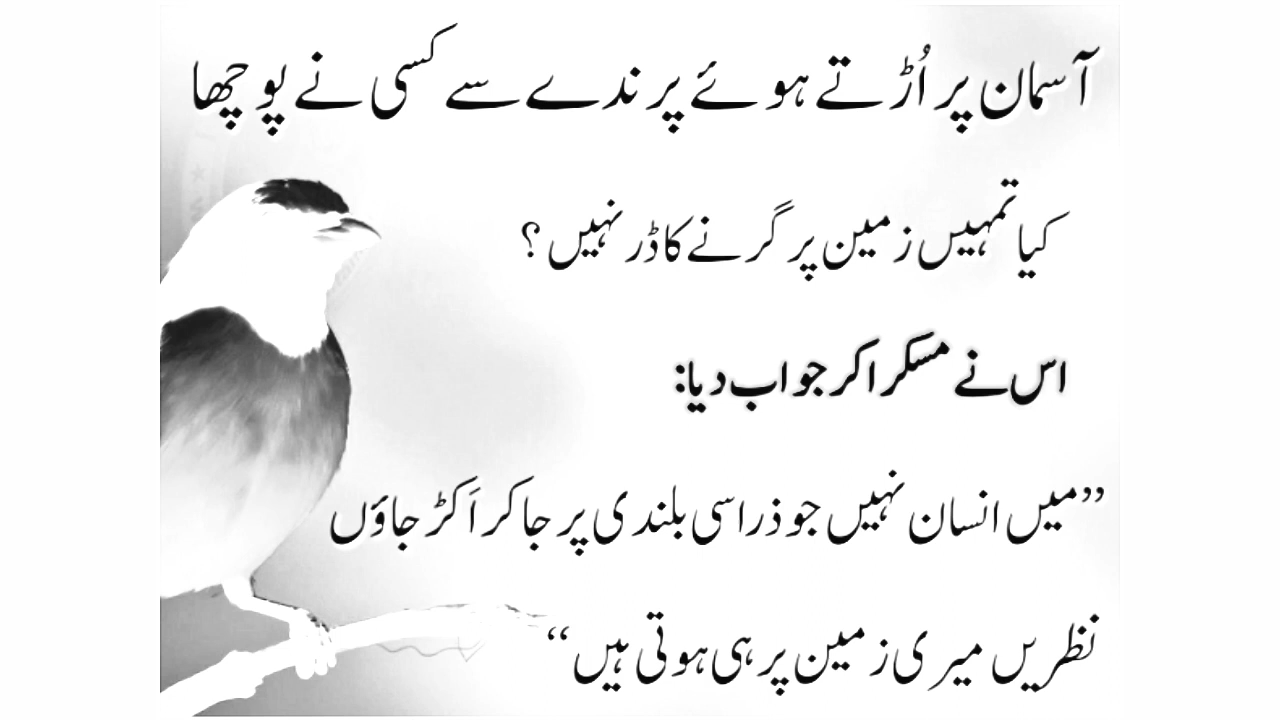 آسمان پر اُڑتے ہوئے پرندے سے کسی نے پوچھا
کیا تمہیں زمین پر گرنے کا ڈر نہیں ؟
اس نے مسکرا کر جواب دیا:
”میں انسان نہیں جو ذرا سی بلندی پر جا کر اَکڑ جاؤں
نظریں میری زمین پر ہی ہوتی ہیں“